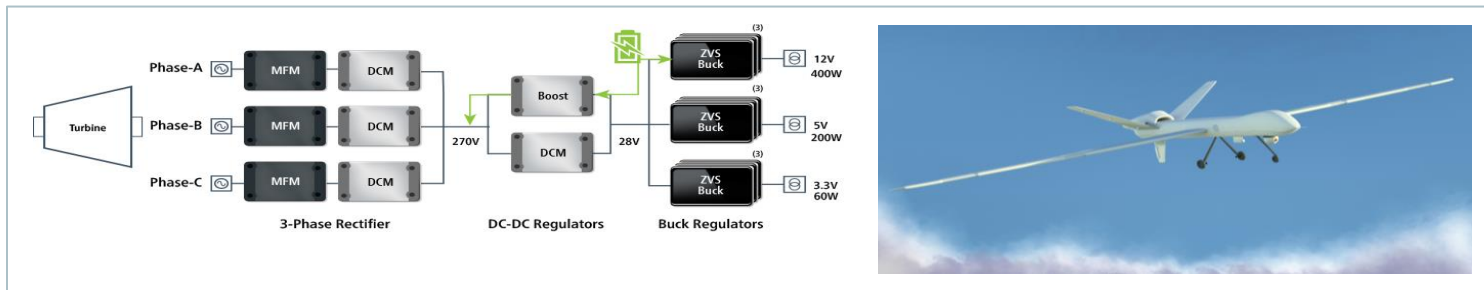 Turbine
Phase-A
MFM
DCM
Phase-B
MFM
DCM
Phase-C
MFM
DCM
3-Phase Rectifier
270V
Boost
DCM
28V
DC-DC Regulators
(3)
ZVS
Buck
12V
400W
(3)
ZVS
Buck
5V
200W
(3)
ZVS
Buck
3.3V
60W
Buck Regulators